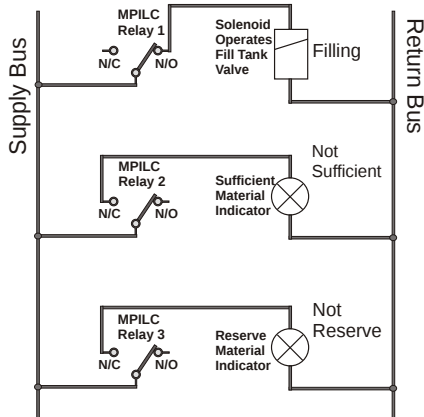 Supply Bus
Return Bus
MPILC
Relay 1
N/C
N/O
Solenoid
Operates
Fill Tank
Valve
Filling
MPILC
Relay 2
N/C
N/O
Sufficient
Material
Indicator
Not
Sufficient
MPILC
Relay 3
N/C
N/O
Reserve
Material
Indicator
Not
Reserve